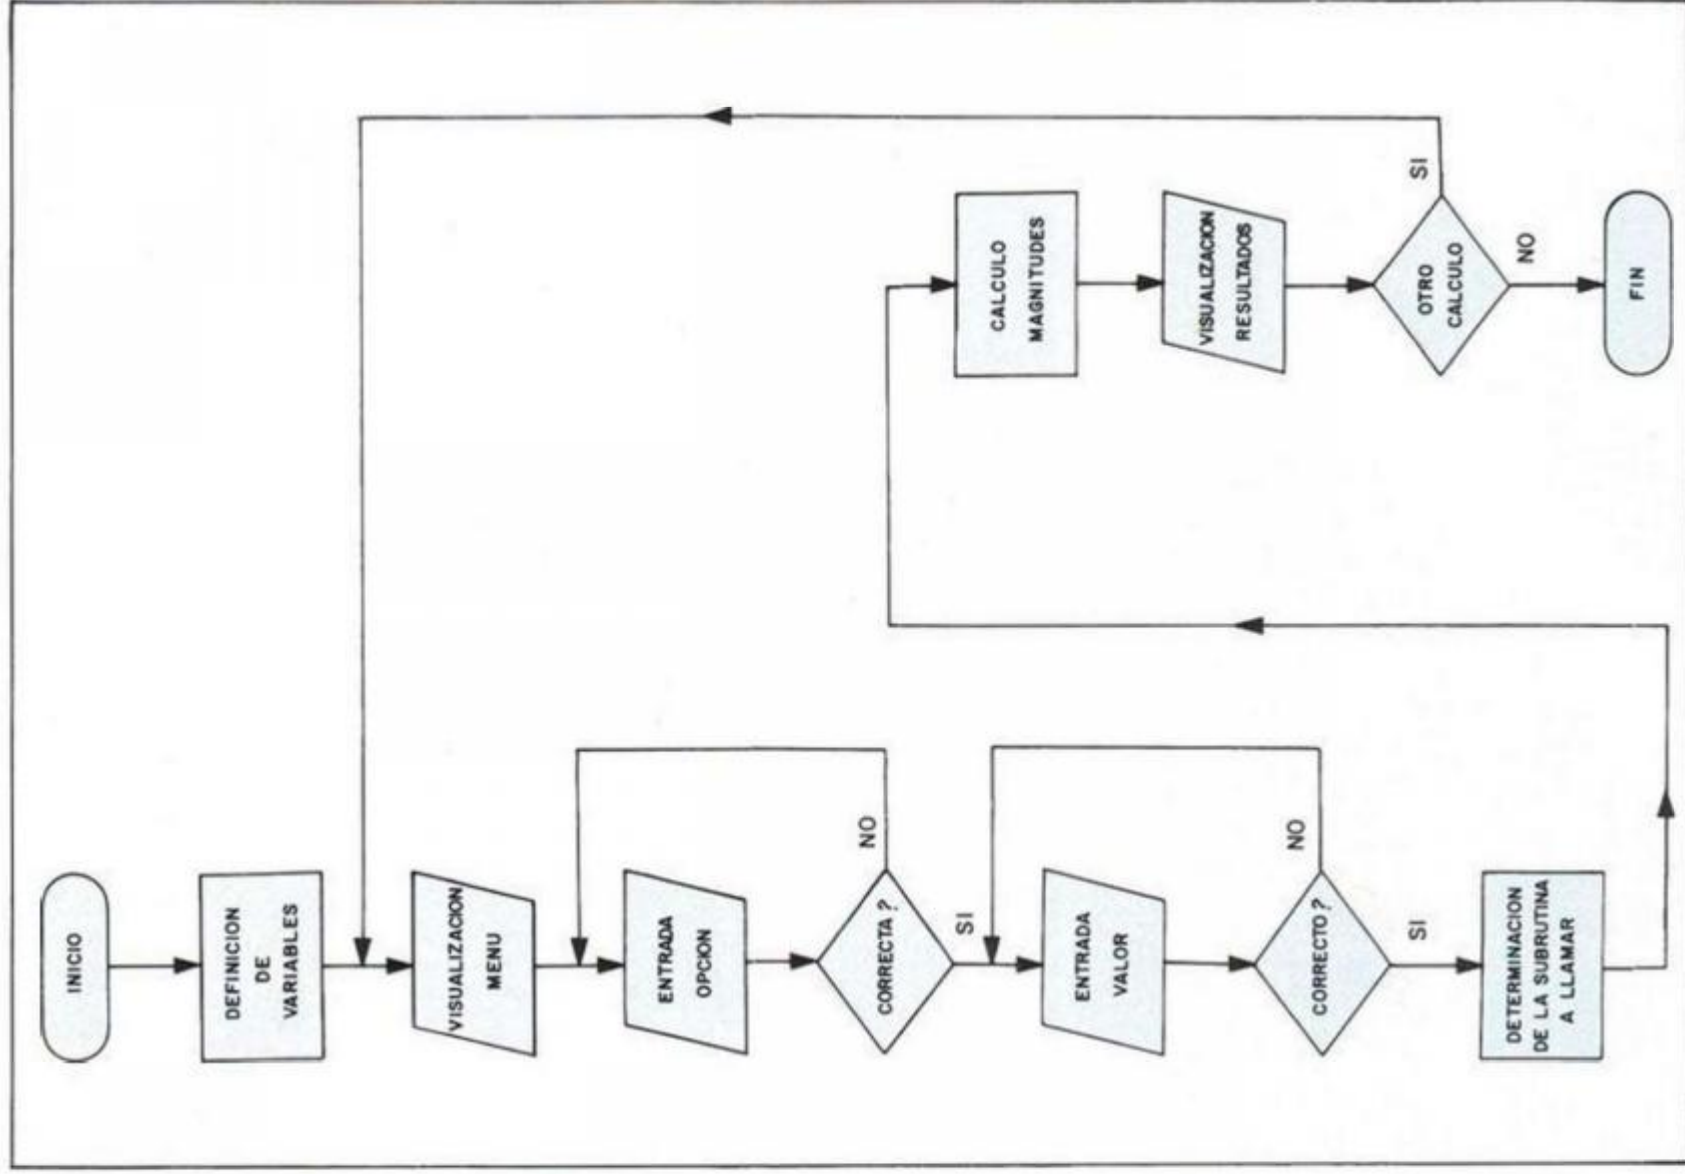 INICIO
DEFINICION
DE
VARIABLES
VISUALIZACION
MENU
ENTRADA
OPCION
CORRECTA?
NO
SI
ENTRADA
VALOR
CORRECTO?
NO
SI
DETERMINACION
DE LA SUBRUTINA
A LLAMAR
CALCULO
MAGNITUDES
VISUALIZACION
RESULTADOS
OTRO
CALCULO
SI
NO
FIN